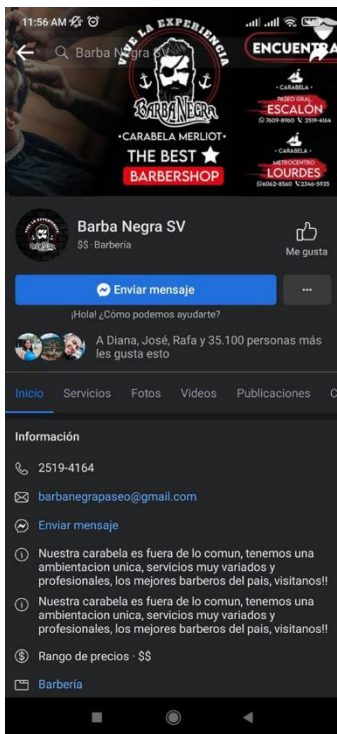 11:56 AM
Barba Negra SV
VIVE LA EXPERIENCIA
BARBANEGRA
•CARABELA MERLIOT•
THE BEST
BARBERSHOP
ENCUENTRA
• CARABELA •
PASEO GRAL
ESCALÓN
7609-8960 2519-4164
• CARABELA •
METROCENTRO
LOURDES
6062-8560 2346-5935
Barba Negra SV
$$ · Barbería
Me gusta
Enviar mensaje
...
¡Hola! ¿Cómo podemos ayudarte?
A Diana, José, Rafa y 35.100 personas más
les gusta esto
Inicio Servicios Fotos Videos Publicaciones C
Información
2519-4164
barbanegrapaseo@gmail.com
Enviar mensaje
Nuestra carabela es fuera de lo comun, tenemos una
ambientacion unica, servicios muy variados y
profesionales, los mejores barberos del pais, visitanos!!
Nuestra carabela es fuera de lo comun, tenemos una
ambientacion unica, servicios muy variados y
profesionales, los mejores barberos del pais, visitanos!!
Rango de precios · $$
Barbería